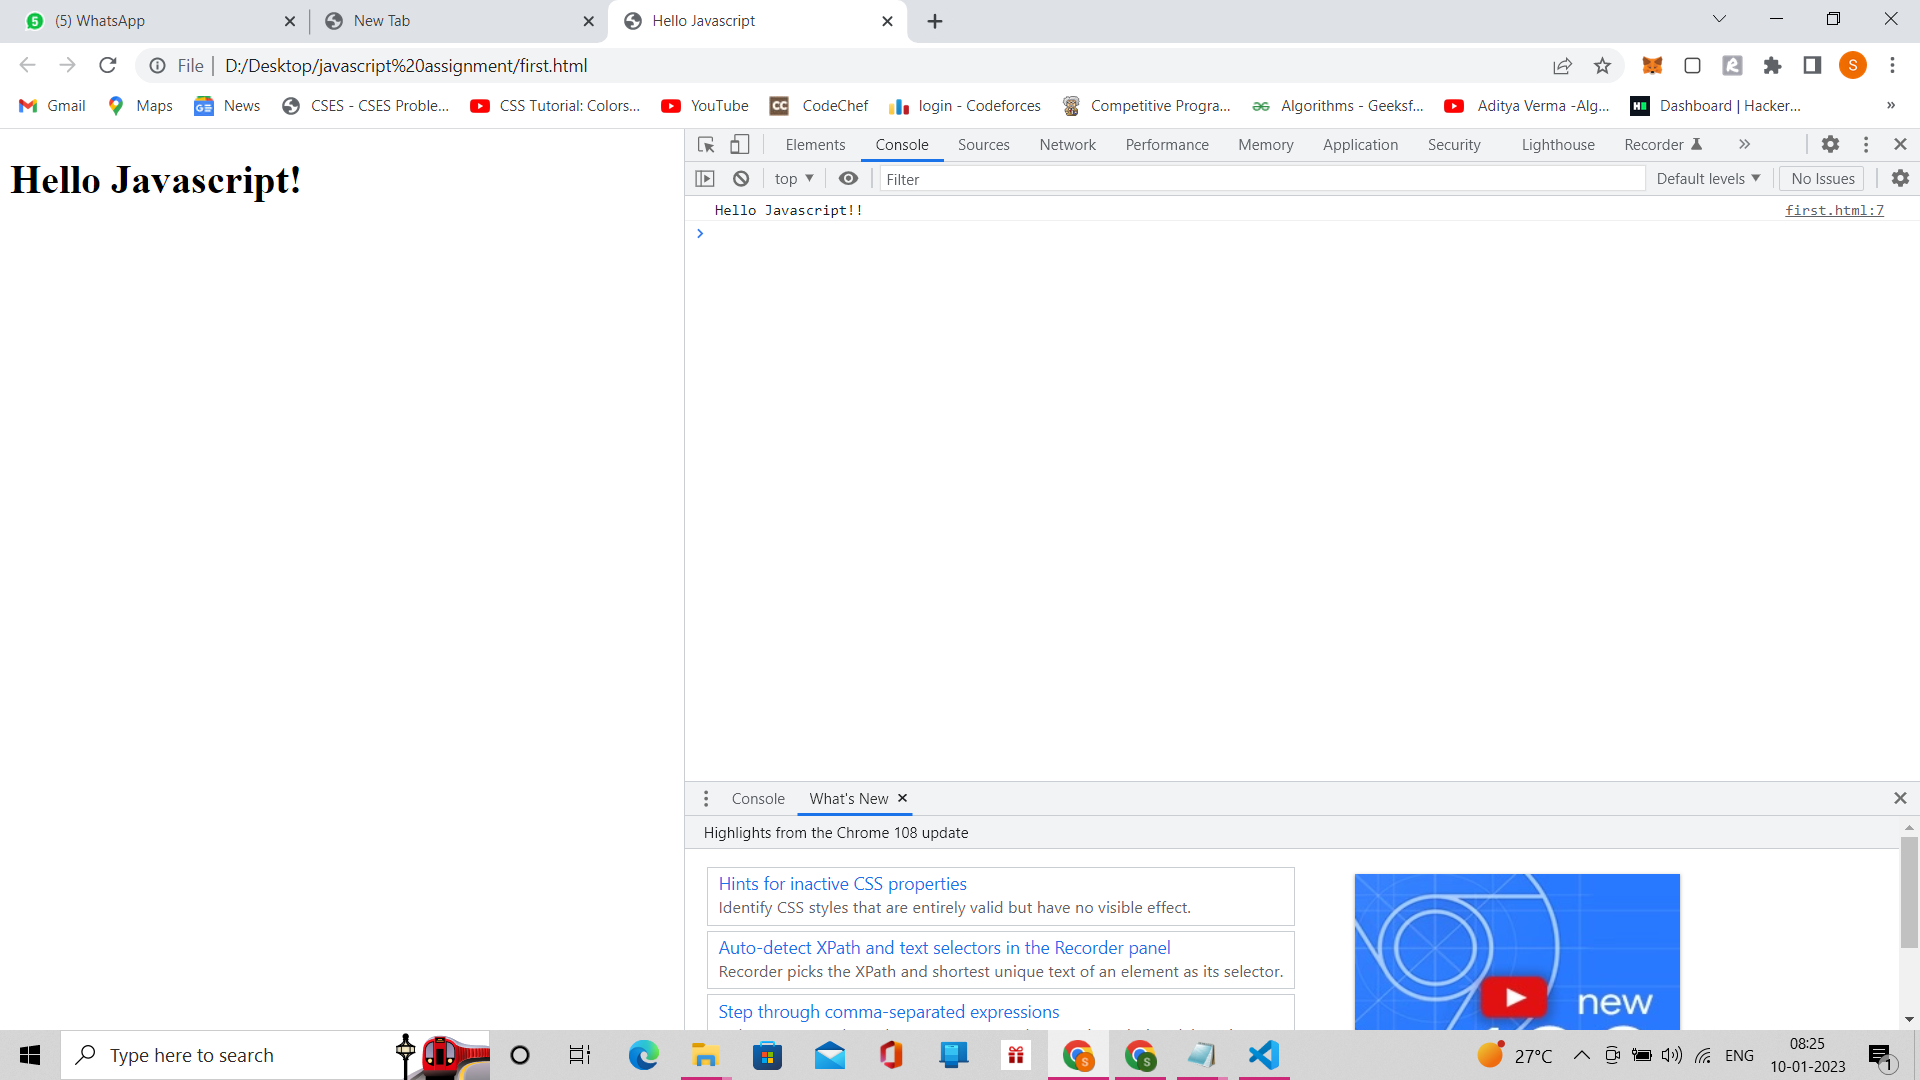 (5) WhatsApp
New Tab
Hello Javascript
File
D:/Desktop/javascript%20assignment/first.html
S
Gmail
Maps
News
CSES - CSES Proble...
CSS Tutorial: Colors...
YouTube
CC CodeChef
login - Codeforces
Competitive Progra...
Algorithms - Geeksf...
Aditya Verma -Alg...
Dashboard | Hacker...
»
Hello Javascript!
Elements
Console
Sources
Network
Performance
Memory
Application
Security
Lighthouse
Recorder
»
top
Filter
Default levels
No Issues
Hello Javascript!!
first.html:7
Console
What's New
Highlights from the Chrome 108 update
Hints for inactive CSS properties
Identify CSS styles that are entirely valid but have no visible effect.
Auto-detect XPath and text selectors in the Recorder panel
Recorder picks the XPath and shortest unique text of an element as its selector.
Step through comma-separated expressions
new
Type here to search
27°C
ENG
08:25
10-01-2023
1